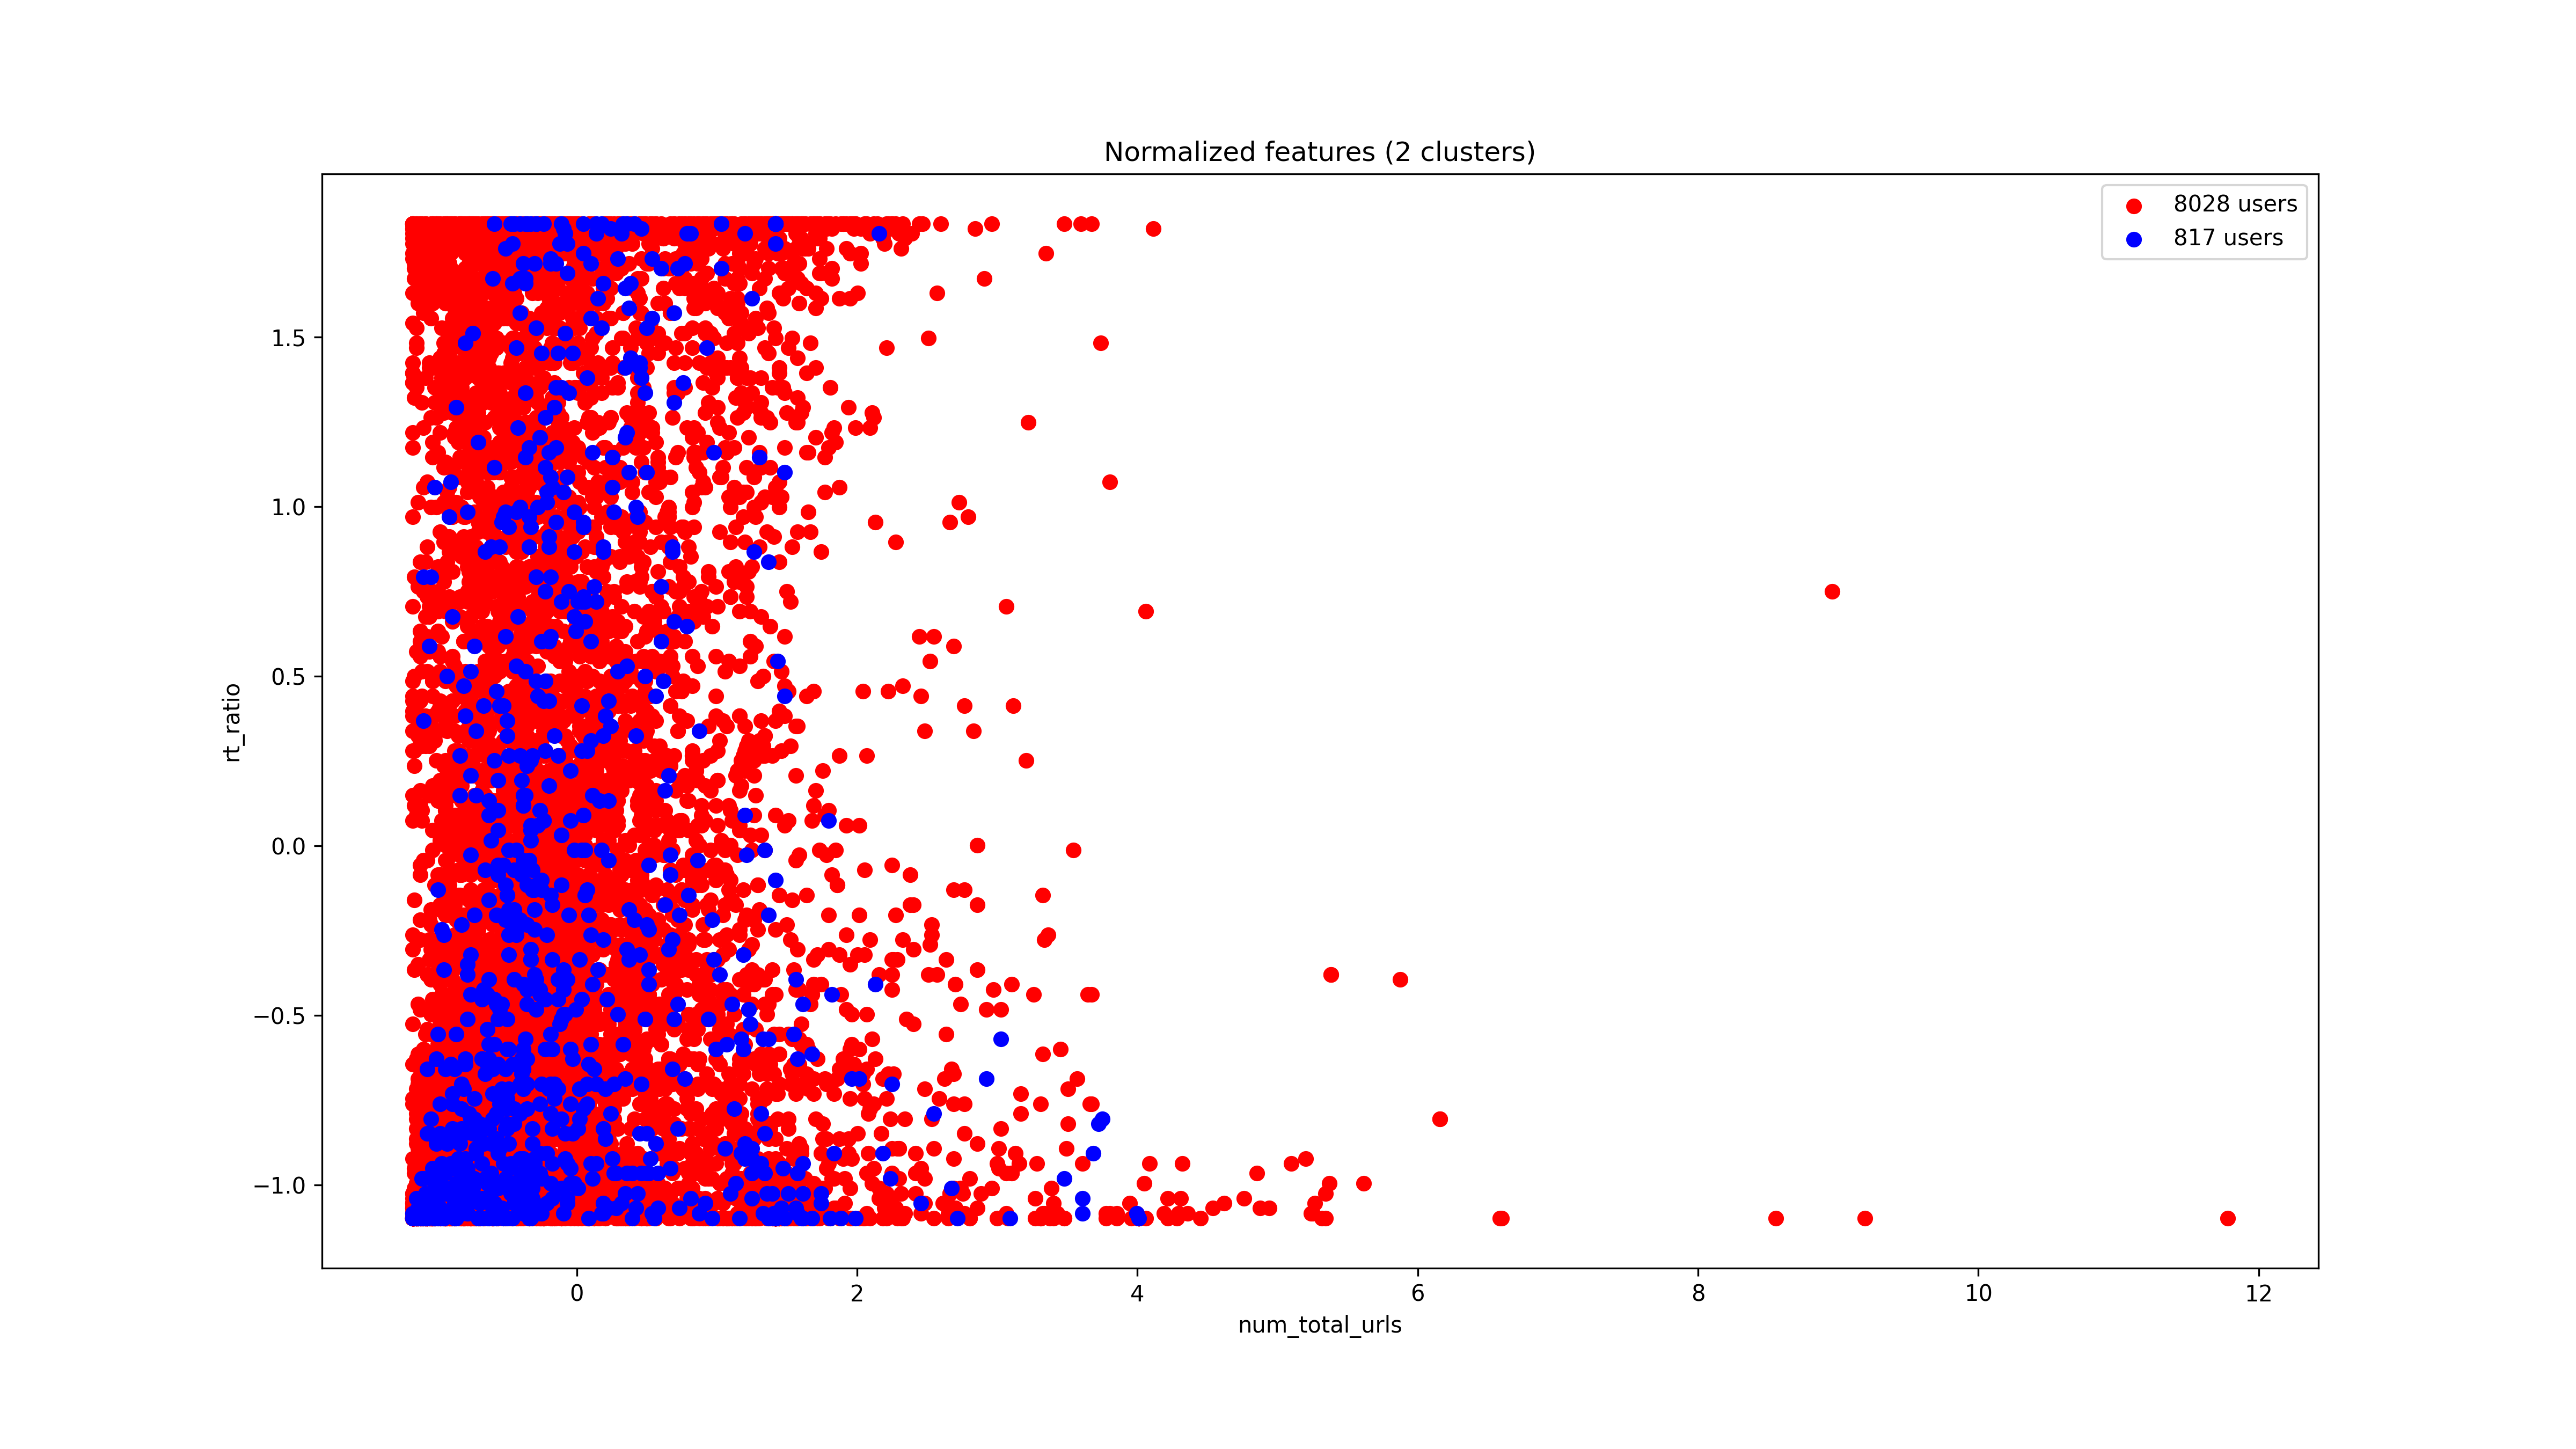 Normalized features (2 clusters)
8028 users
817 users
1.5
1.0
0.5
0.0
−0.5
−1.0
rt_ratio
0 2 4 6 8 10 12
num_total_urls